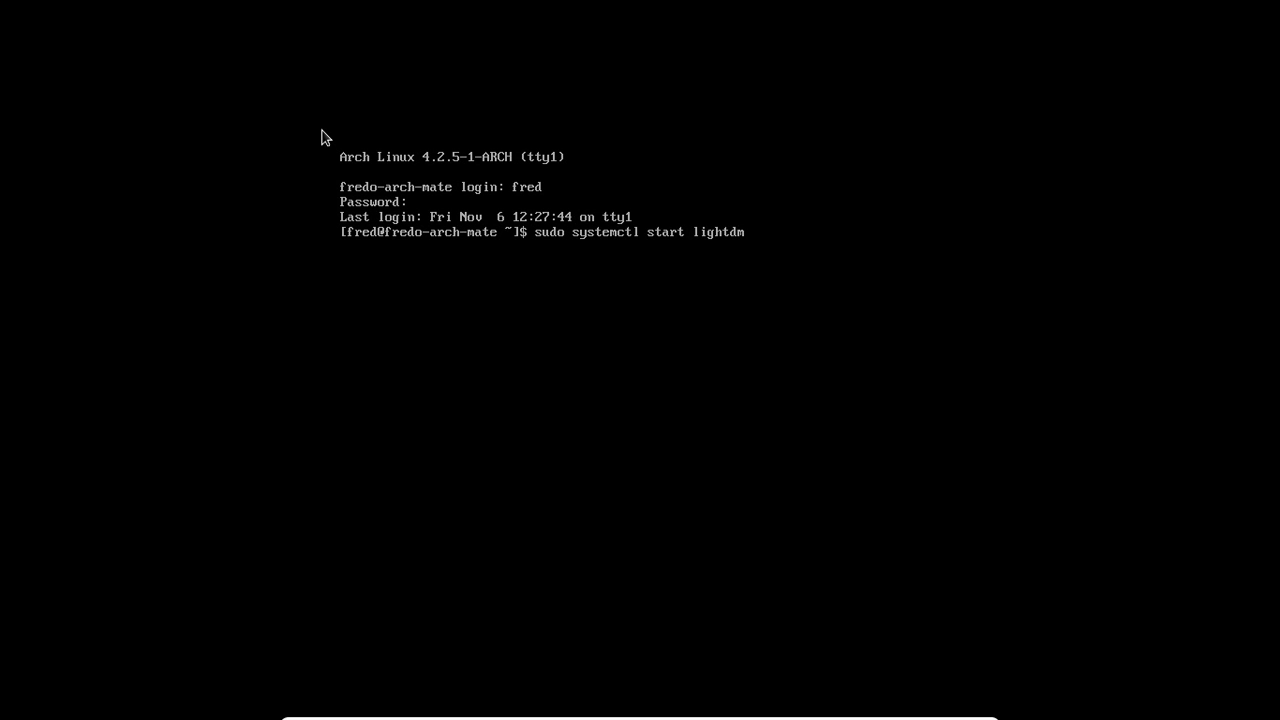 Arch Linux 4.2.5-1-ARCH (tty1)
fredo-arch-mate login: fred
Password:
Last login: Fri Nov  6 12:27:44 on tty1
[fred@fredo-arch-mate ~]$ sudo systemctl start lightdm